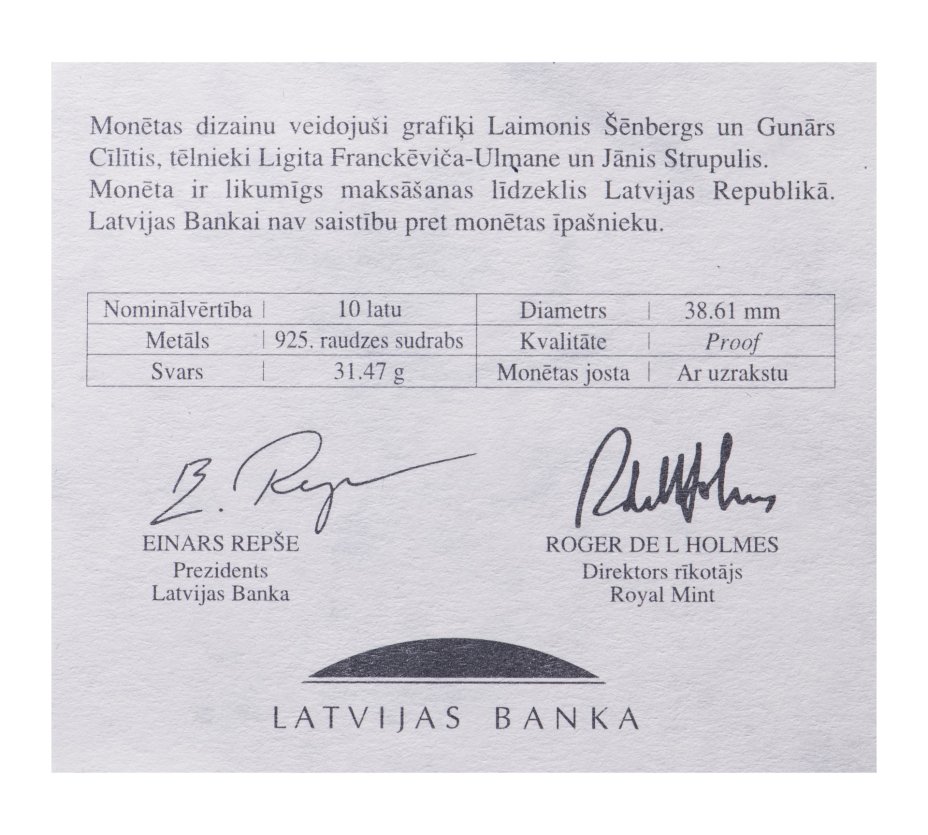 Monētas dizainu veidojuši grafiķi Laimonis Šēnbergs un Gunārs
Cīlītis, tēlnieki Ligita Franckēviča-Ulmane un Jānis Strupulis.
Monēta ir likumīgs maksāšanas līdzeklis Latvijas Republikā.
Latvijas Bankai nav saistību pret monētas īpašnieku.
Nominālvērtība | 10 latu Diametrs | 38.61 mm
Metāls | 925. raudzes sudrabs Kvalitāte | Proof
Svars | 31.47 g Monētas josta | Ar uzrakstu
EINARS REPŠE ROGER DE L HOLMES
Prezidents Direktors rīkotājs
Latvijas Banka Royal Mint
LATVIJAS BANKA